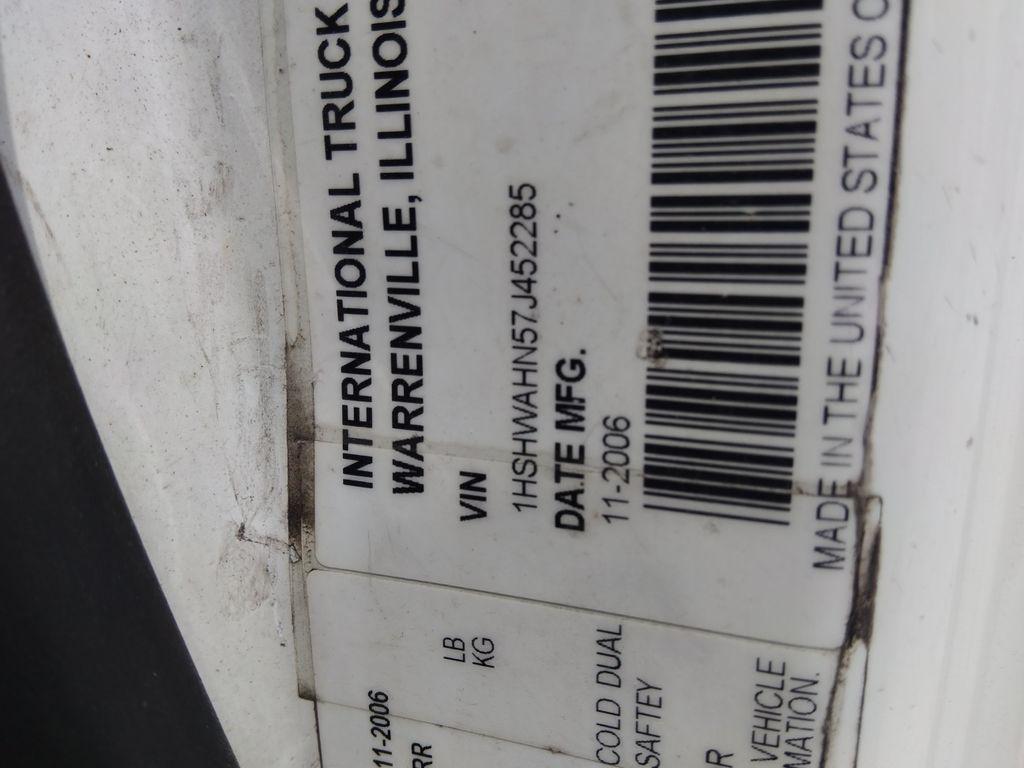 INTERNATIONAL TRUCK
WARRENVILLE, ILLINOIS
VIN
1HSHWAHN57J452285
DATE MFG.
11-2006
MADE IN THE UNITED STATES O
11-2006
RR
LB
KG
COLD DUAL
SAFTEY
R
VEHICLE
MATION.